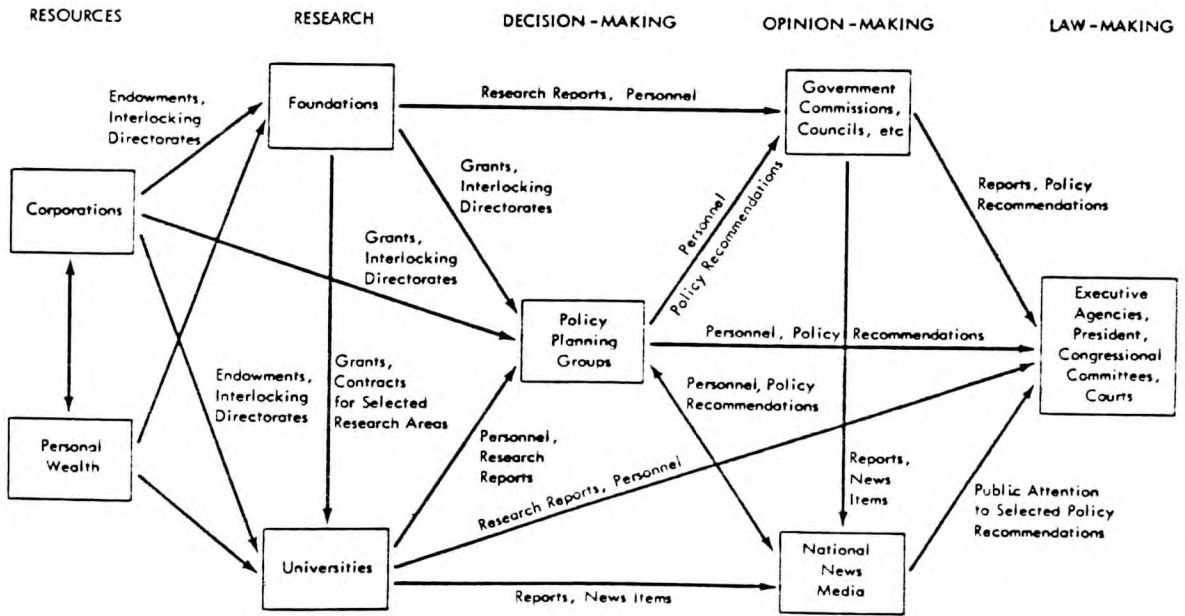 RESOURCES
RESEARCH
DECISION-MAKING
OPINION-MAKING
LAW-MAKING
Endowments,
Interlocking
Directorates
Foundations
Research Reports, Personnel
Government
Commissions,
Councils, etc
Corporations
Grants,
Interlocking
Directorates
Grants,
Interlocking
Directorates
Personnel
Policy Recommendations
Reports, Policy
Recommendations
Policy
Planning
Groups
Personnel, Policy Recommendations
Executive
Agencies,
President,
Congressional
Committees,
Courts
Endowments,
Interlocking
Directorates
Grants,
Contracts
for Selected
Research Areas
Personnel, Policy
Recommendations
Personal
Wealth
Personnel,
Research
Reports
Research Reports, Personnel
Reports,
News
Items
Public Attention
to Selected Policy
Recommendations
Universities
Reports, News Items
National
News
Media